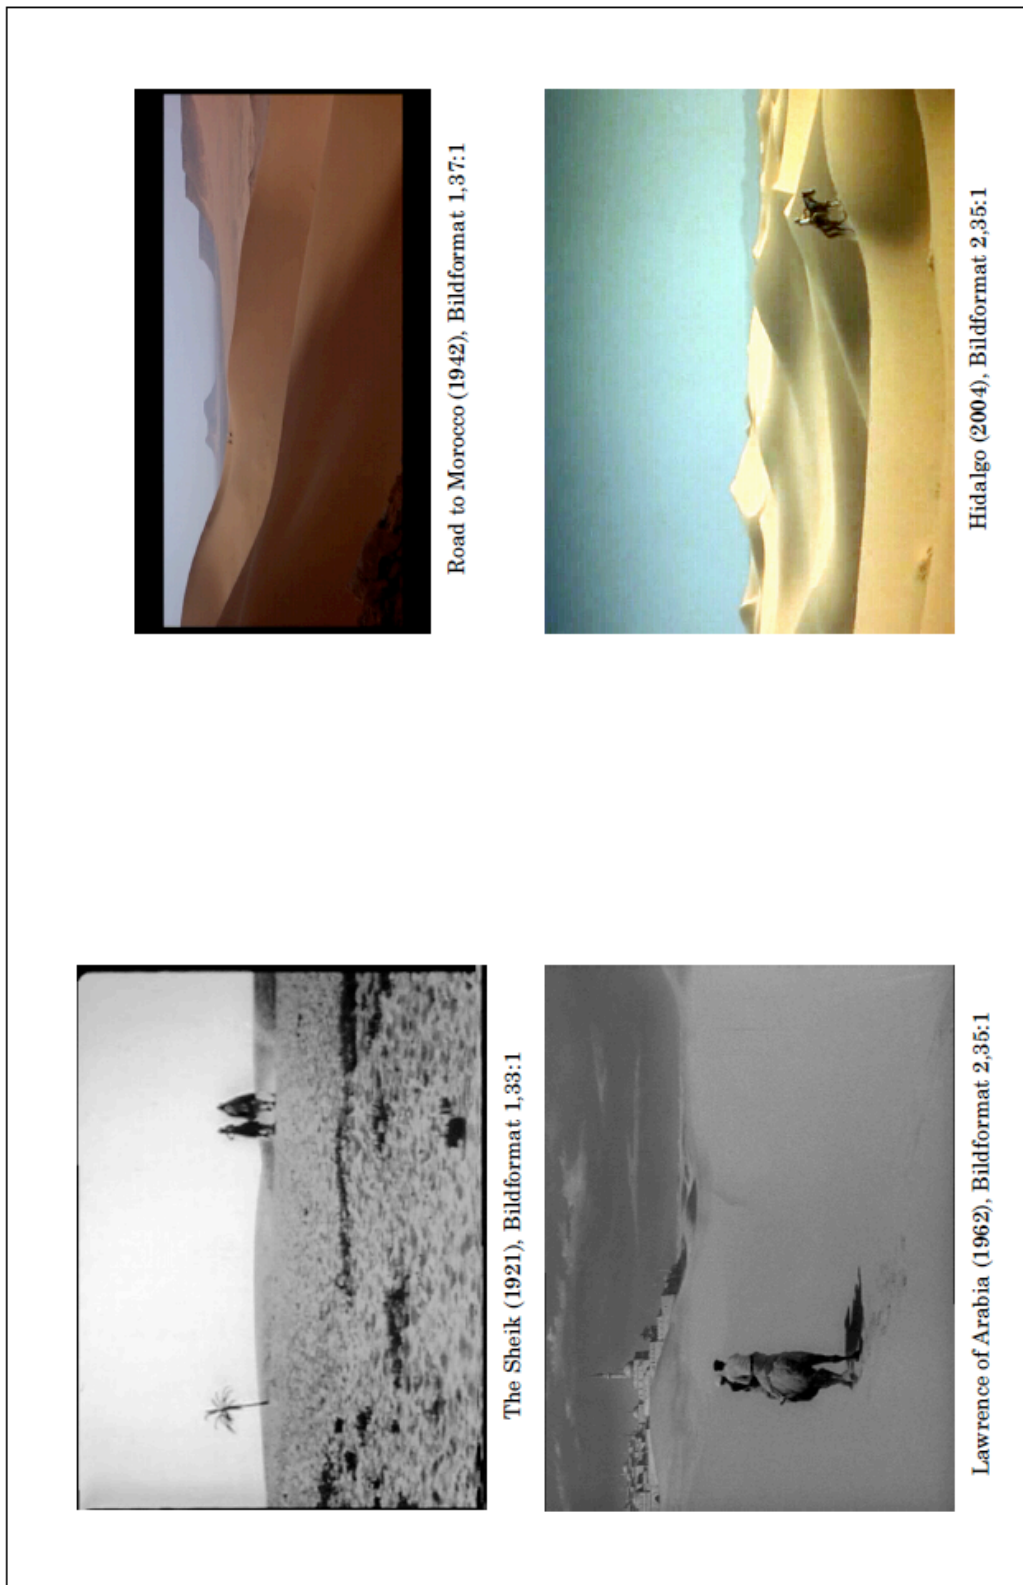 The Sheik (1921), Bildformat 1,33:1
Road to Morocco (1942), Bildformat 1,37:1
Lawrence of Arabia (1962), Bildformat 2,35:1
Hidalgo (2004), Bildformat 2,35:1